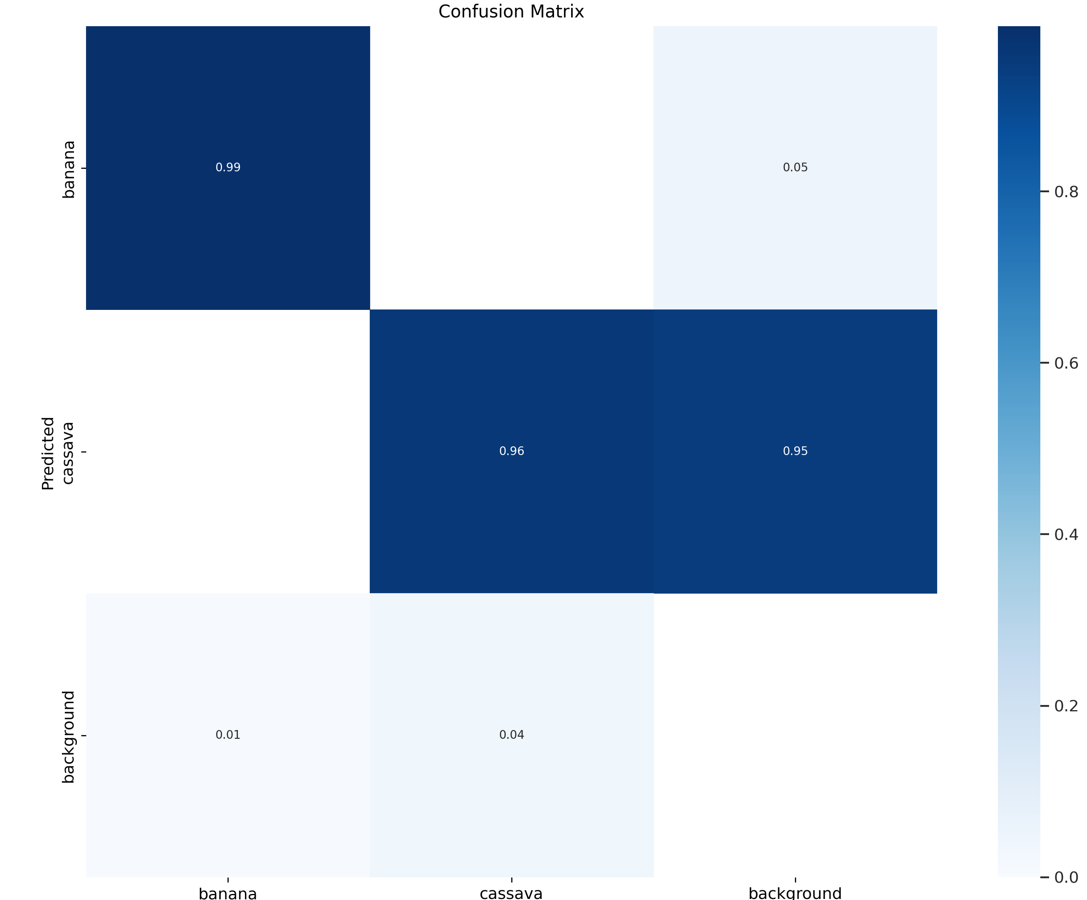 Confusion Matrix
banana
0.99
0.05
0.8
0.6
Predicted
cassava
0.96
0.95
0.4
0.2
background
0.01
0.04
0.0
banana
cassava
background